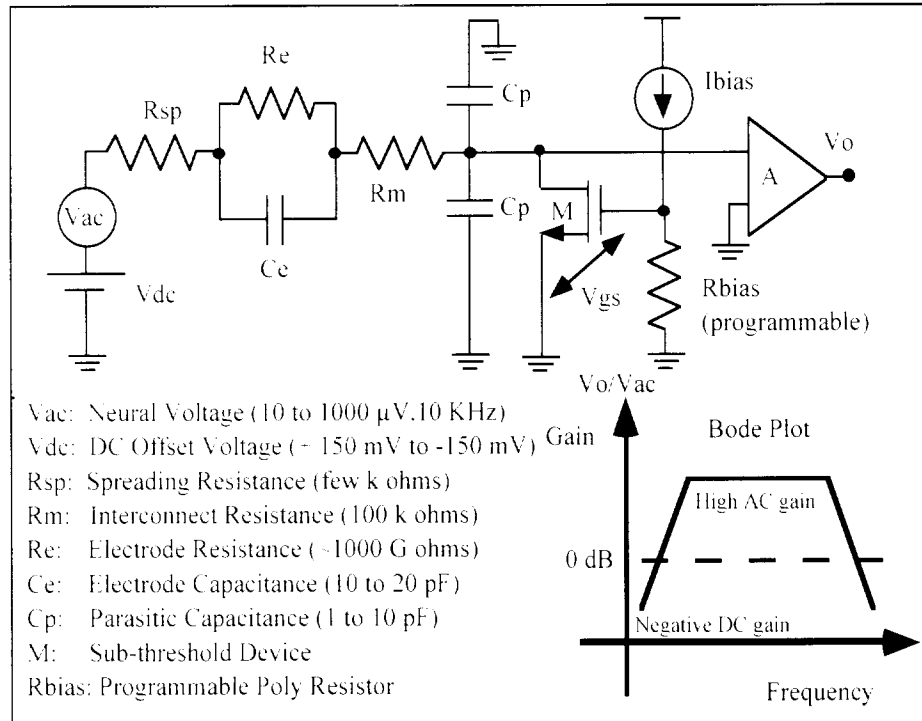 Re
Rsp
Cp
Ibias
Vo
Rm
A
Vac
Cp
M
Ce
Vdc
Vgs
Rbias
(programmable)
Vo/Vac
Vac: Neural Voltage (10 to 1000 μV.10 KHz)
Vdc: DC Offset Voltage (+ 150 mV to -150 mV)
Rsp: Spreading Resistance (few k ohms)
Rm: Interconnect Resistance (100 k ohms)
Re: Electrode Resistance (~1000 G ohms)
Ce: Electrode Capacitance (10 to 20 pF)
Cp: Parasitic Capacitance (1 to 10 pF)
M: Sub-threshold Device
Rbias: Programmable Poly Resistor
Gain
Bode Plot
High AC gain
0 dB
Negative DC gain
Frequency